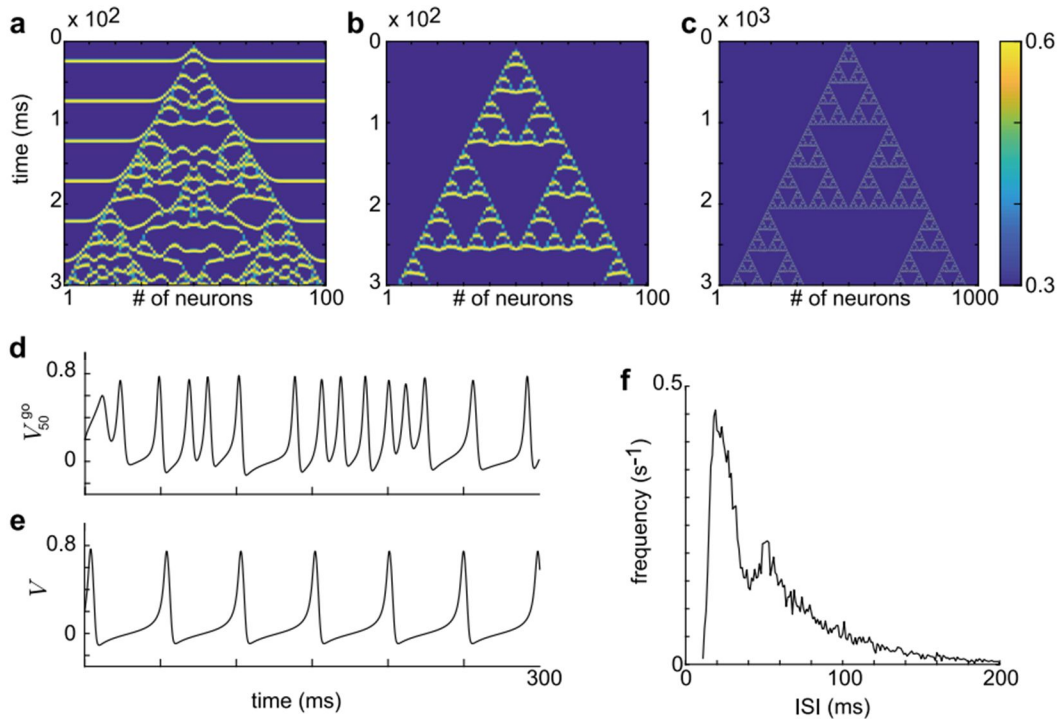 a x 10² b x 10² c x 10³
0 0 0 0.6
1 1 1
time (ms)
2 2 2
3 3 3 0.3
1 # of neurons 100 1 # of neurons 100 1 # of neurons 1000
d
0.8
V₅₀ᵍᵒ
0
e
0.8
V
0
time (ms) 300
f
0.5
frequency (s⁻¹)
0
0 100 200
ISI (ms)